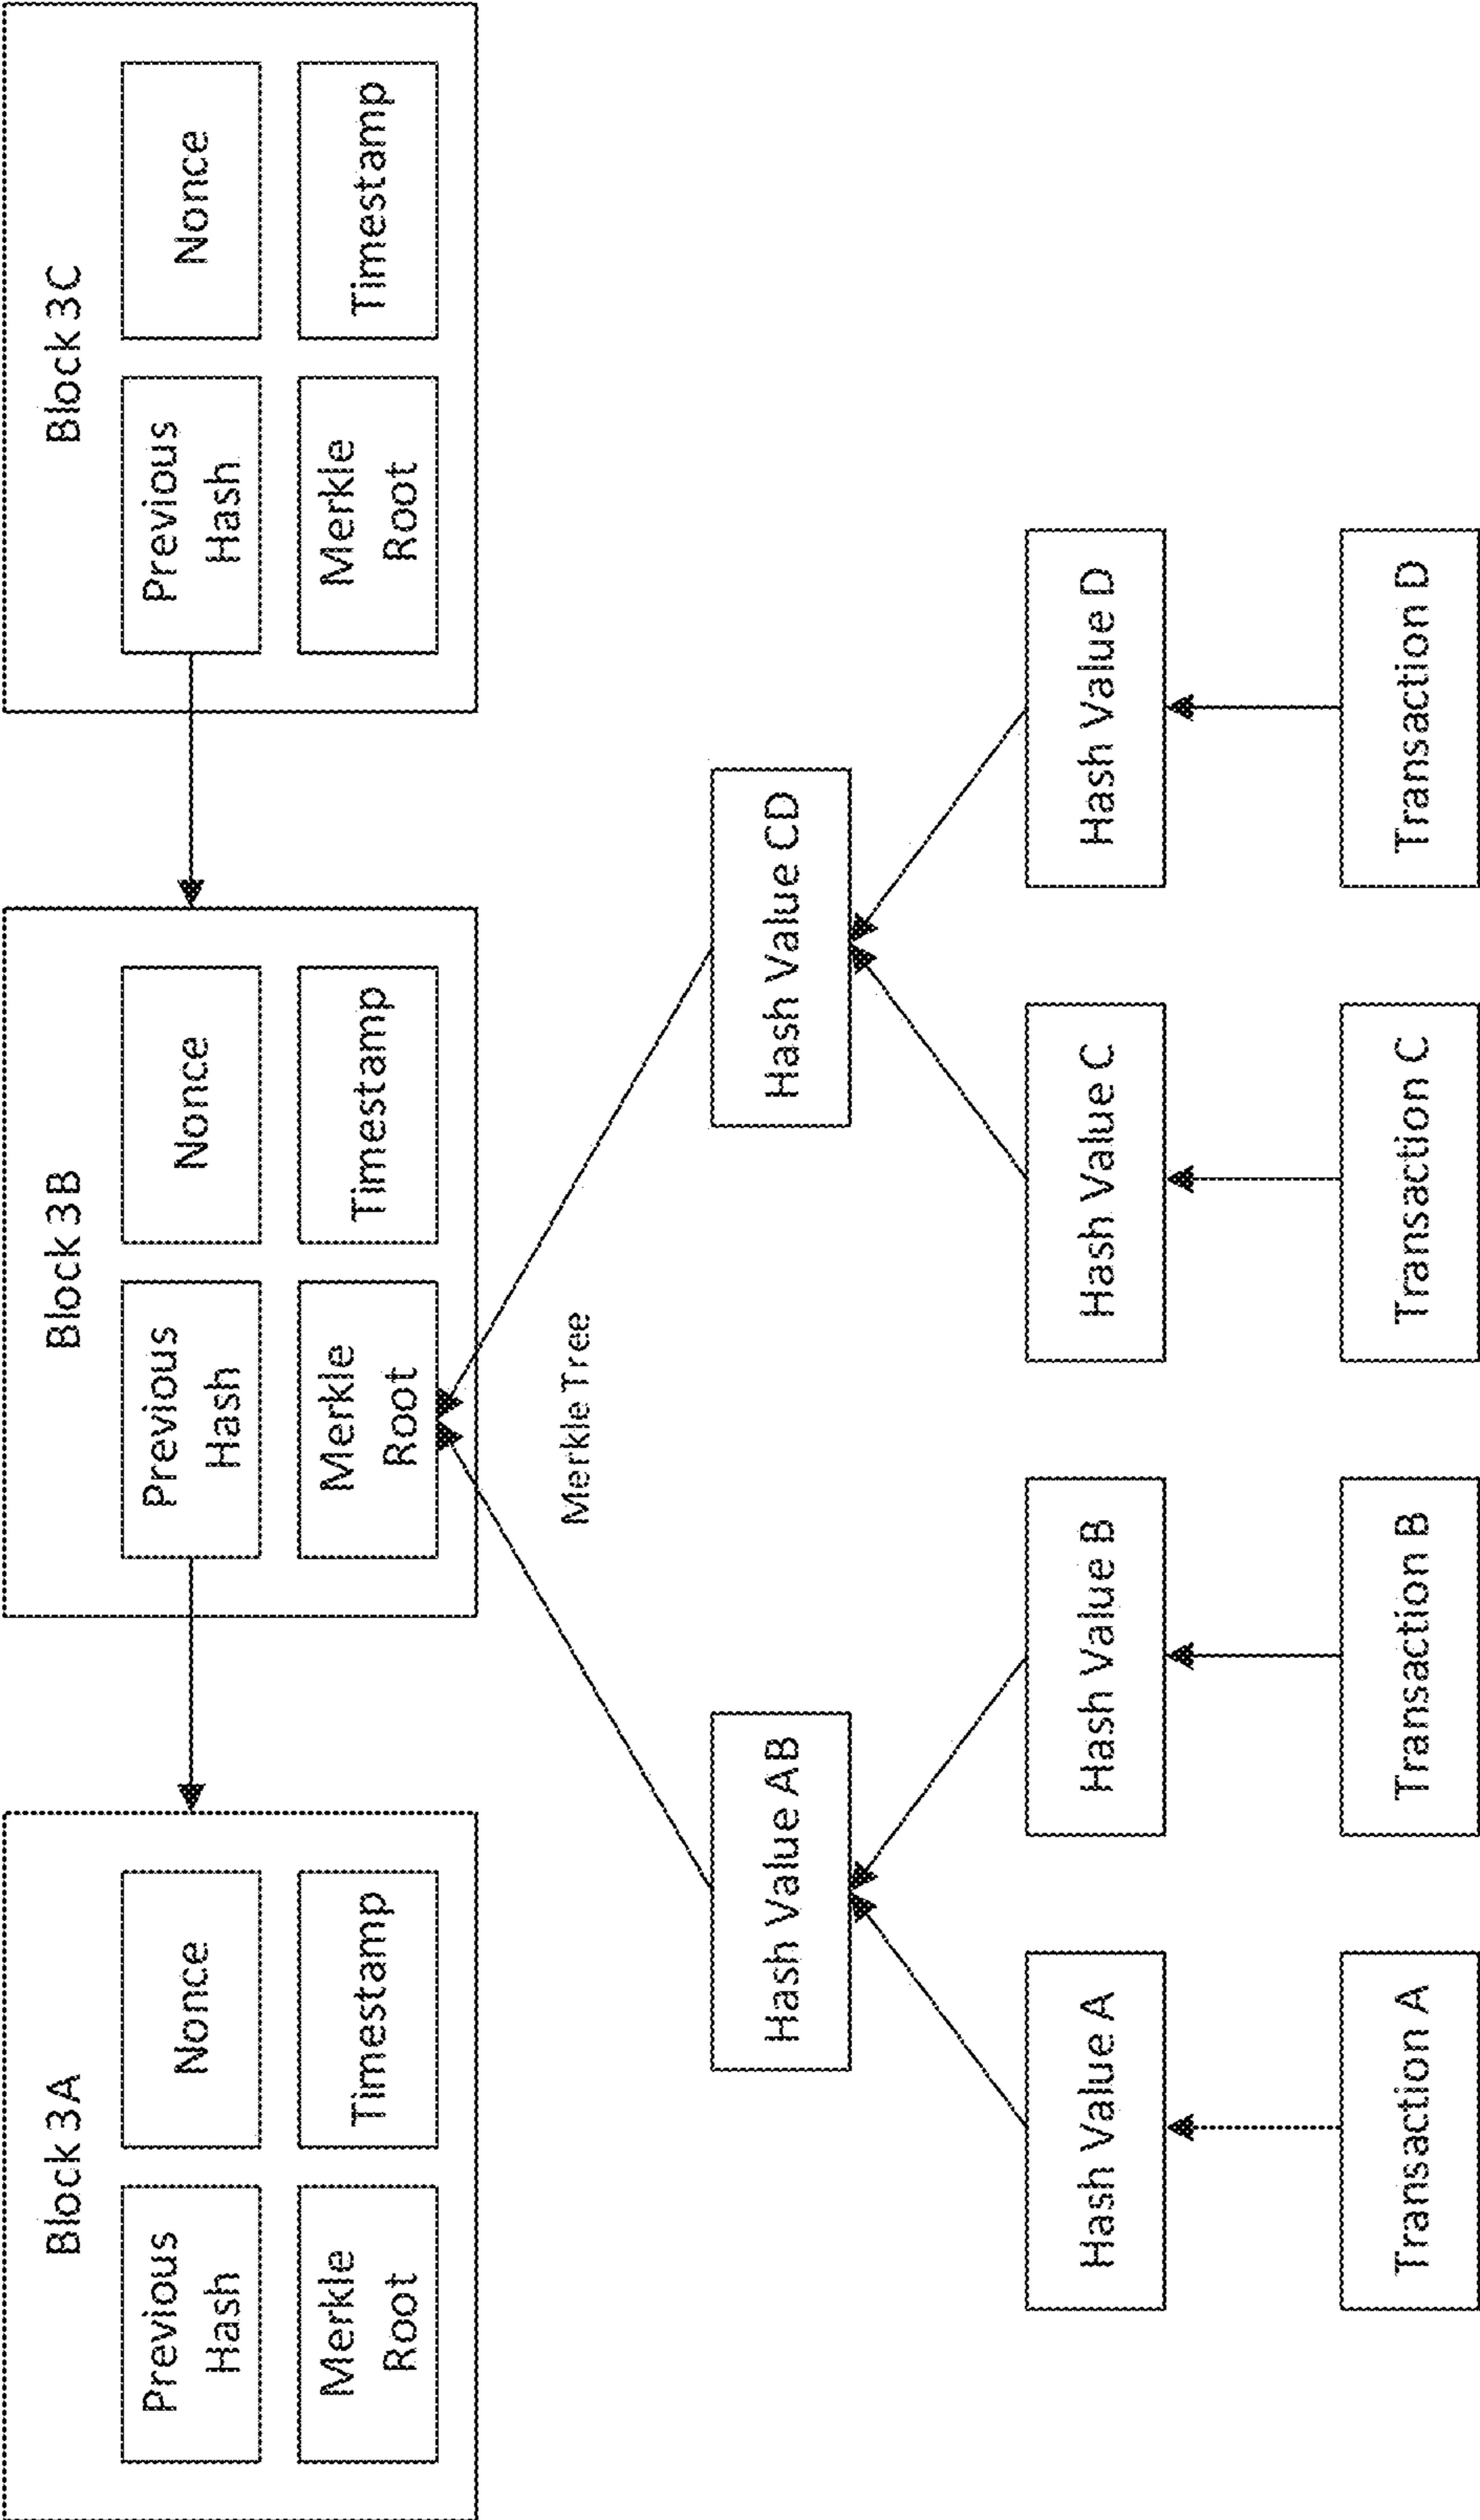 Block 3A
Previous
Hash
Nonce
Merkle
Root
Timestamp
Block 3B
Previous
Hash
Nonce
Merkle
Root
Timestamp
Block 3C
Previous
Hash
Nonce
Merkle
Root
Timestamp
Merkle Tree
Hash Value AB
Hash Value CD
Hash Value A
Hash Value B
Hash Value C
Hash Value D
Transaction A
Transaction B
Transaction C
Transaction D